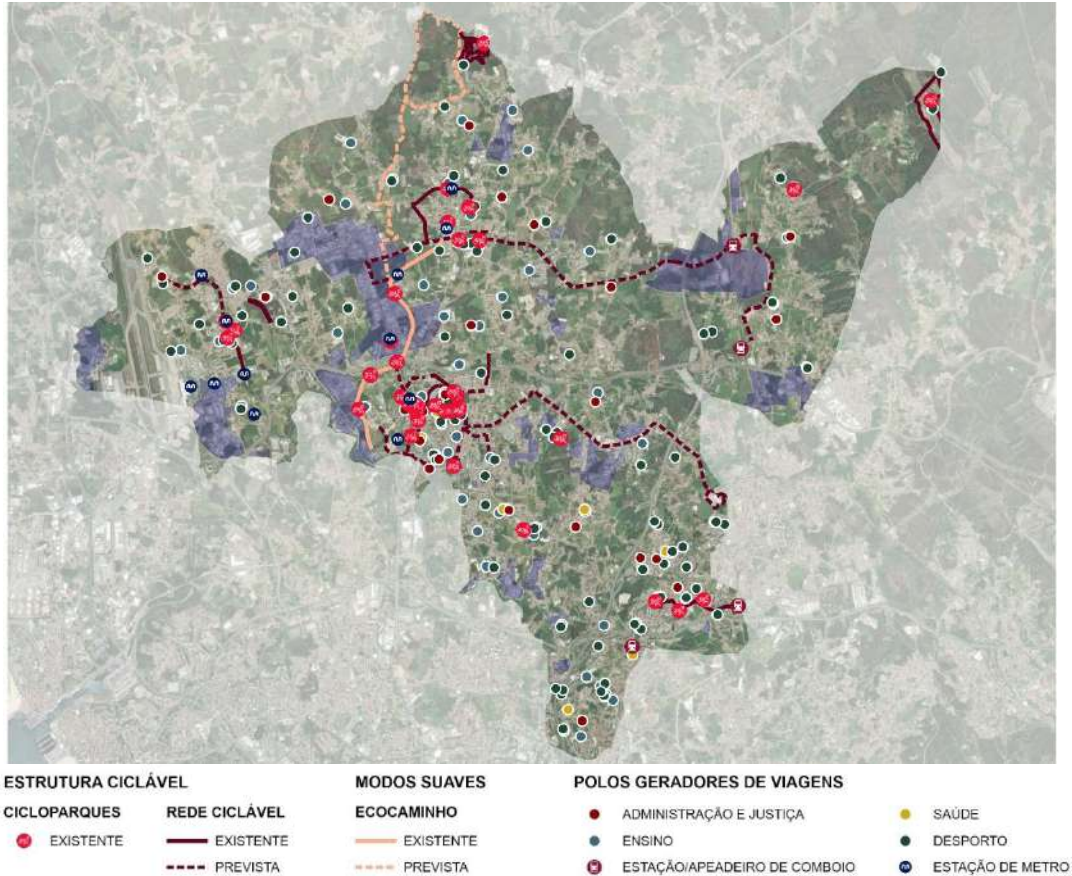 ESTRUTURA CICLÁVEL
CICLOPARQUES
EXISTENTE
REDE CICLÁVEL
EXISTENTE
PREVISTA
MODOS SUAVES
ECOCAMINHO
EXISTENTE
PREVISTA
POLOS GERADORES DE VIAGENS
ADMINISTRAÇÃO E JUSTIÇA
ENSINO
ESTAÇÃO/APEADEIRO DE COMBOIO
SAÚDE
DESPORTO
ESTAÇÃO DE METRO